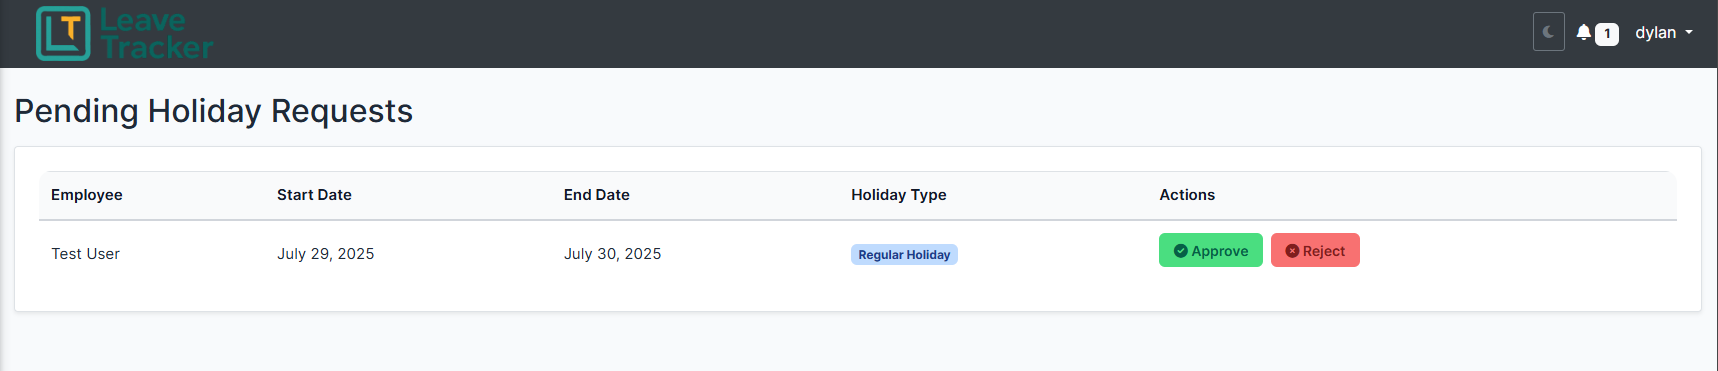 LT Leave Tracker
1 dylan
Pending Holiday Requests
Employee Start Date End Date Holiday Type Actions
Test User July 29, 2025 July 30, 2025 Regular Holiday Approve Reject